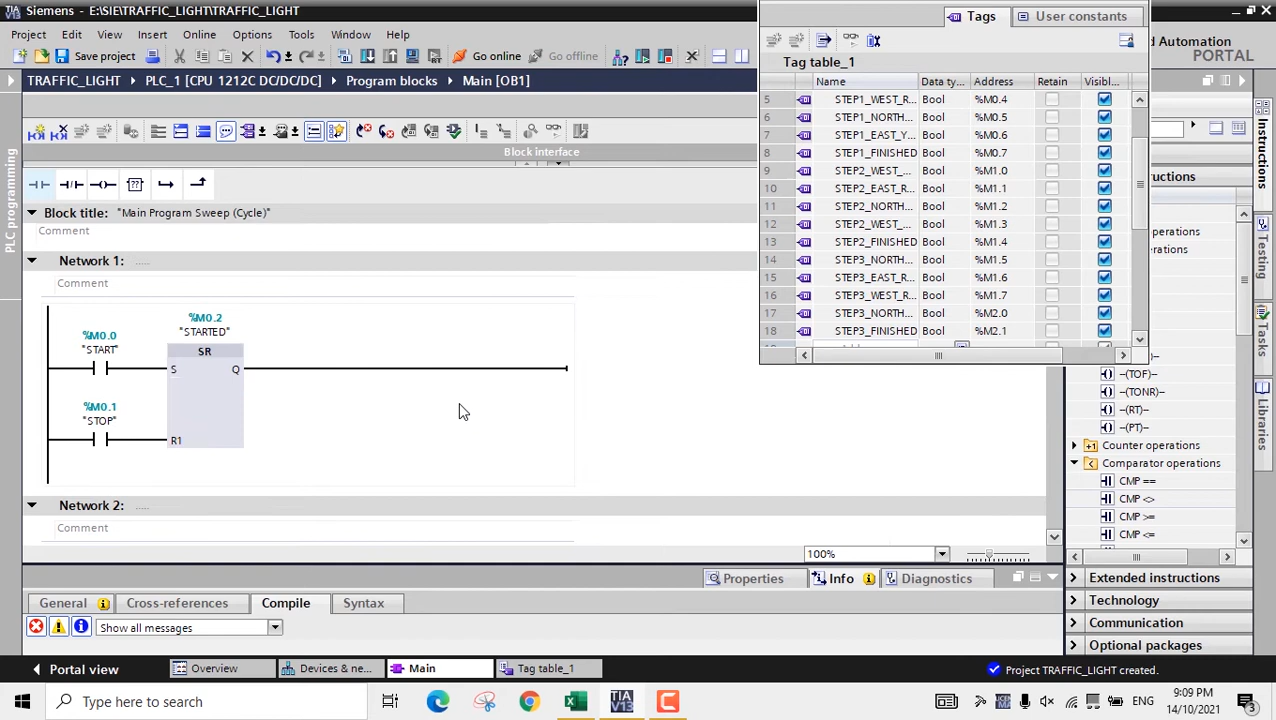 Siemens - E:\SIE\TRAFFIC_LIGHT\TRAFFIC_LIGHT
Project Edit View Insert Online Options Tools Window Help
Save project
Go online
Go offline
PORTAL
TRAFFIC_LIGHT
PLC_1 [CPU 1212C DC/DC/DC]
Program blocks
Main [OB1]
Tags
User constants
Tag table_1
Name Data ty... Address Retain Visibl...
5 STEP1_WEST_R... Bool %M0.4
6 STEP1_NORTH... Bool %M0.5
7 STEP1_EAST_Y... Bool %M0.6
8 STEP1_FINISHED Bool %M0.7
9 STEP2_WEST_... Bool %M1.0
10 STEP2_EAST_R... Bool %M1.1
11 STEP2_NORTH... Bool %M1.2
12 STEP2_WEST_... Bool %M1.3
13 STEP2_FINISHED Bool %M1.4
14 STEP3_NORTH... Bool %M1.5
15 STEP3_EAST_R... Bool %M1.6
16 STEP3_WEST_R... Bool %M1.7
17 STEP3_NORTH... Bool %M2.0
18 STEP3_FINISHED Bool %M2.1
PLC programming
Block interface
Block title: "Main Program Sweep (Cycle)"
Comment
Network 1: .....
Comment
%M0.2
"STARTED"
%M0.0
"START"
SR
S Q
%M0.1
"STOP"
R1
Network 2: .....
Comment
100%
Instructions
Testing
Tasks
Libraries
-(TOF)-
-(TONR)-
-(RT)-
-(PT)-
Counter operations
Comparator operations
CMP ==
CMP <>
CMP >=
CMP <=
Extended instructions
Technology
Communication
Optional packages
Properties
Info
Diagnostics
General
Cross-references
Compile
Syntax
Show all messages
Portal view
Overview
Devices & ne...
Main
Tag table_1
Project TRAFFIC_LIGHT created.
Type here to search
ENG
9:09 PM
14/10/2021
3